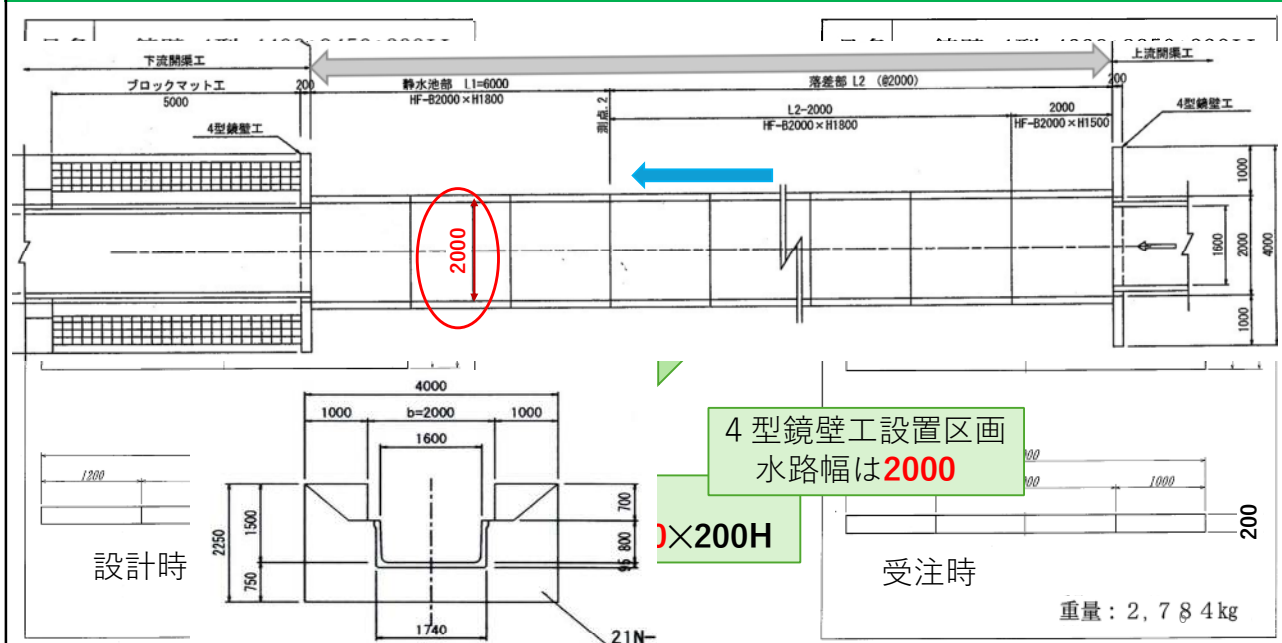 下流開渠工
上流開渠工
ブロックマット工
200
静水池部 L1=6000
落差部 L2 (@2000)
200
5000
HF-B2000×H1800
測点.2
L2-2000
2000
4型鏡壁工
HF-B2000×H1800
HF-B2000×H1500
4型鏡壁工
1000
2000
1600
2000
4000
1000
4000
1000
b=2000
1000
1600
1200
2250
1500
750
700
800
95
1740
21N-
設計時
4型鏡壁工設置区画
水路幅は2000
×200H
1000
200
受注時
重量：2,784kg